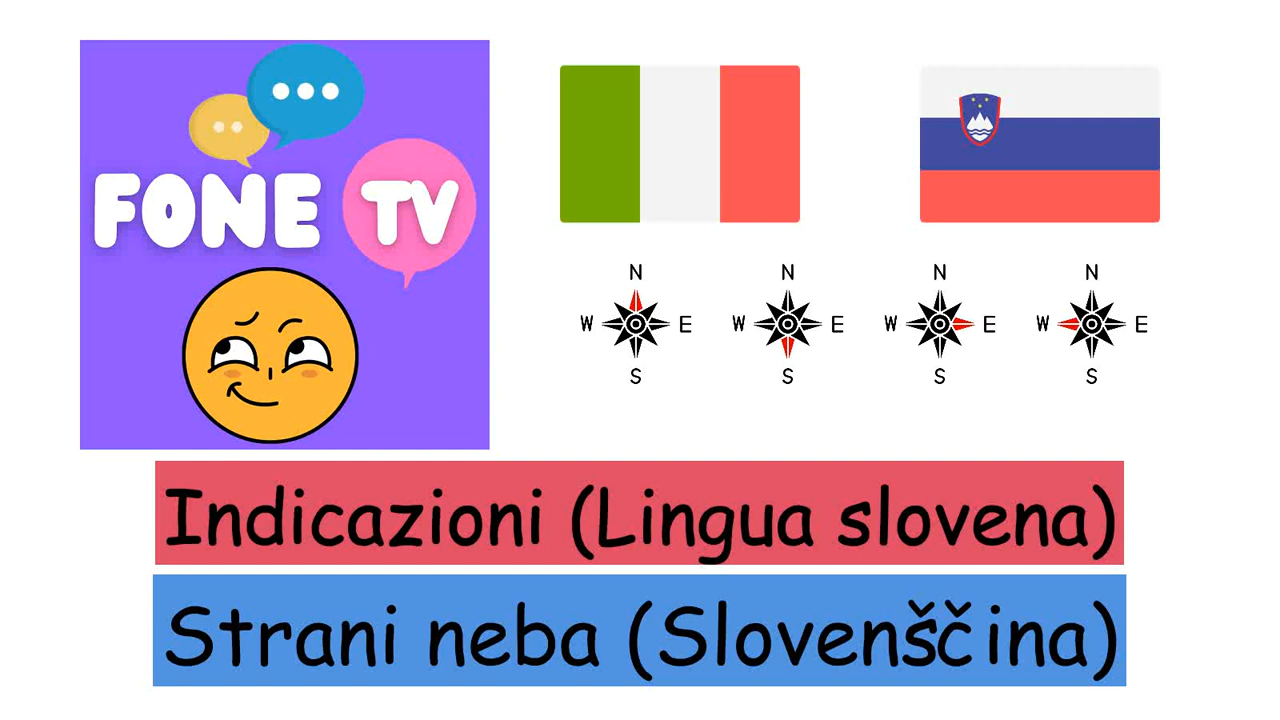 FONE TV
N N N N
W E W E W E W E
S S S S
Indicazioni (Lingua slovena)
Strani neba (Slovenščina)